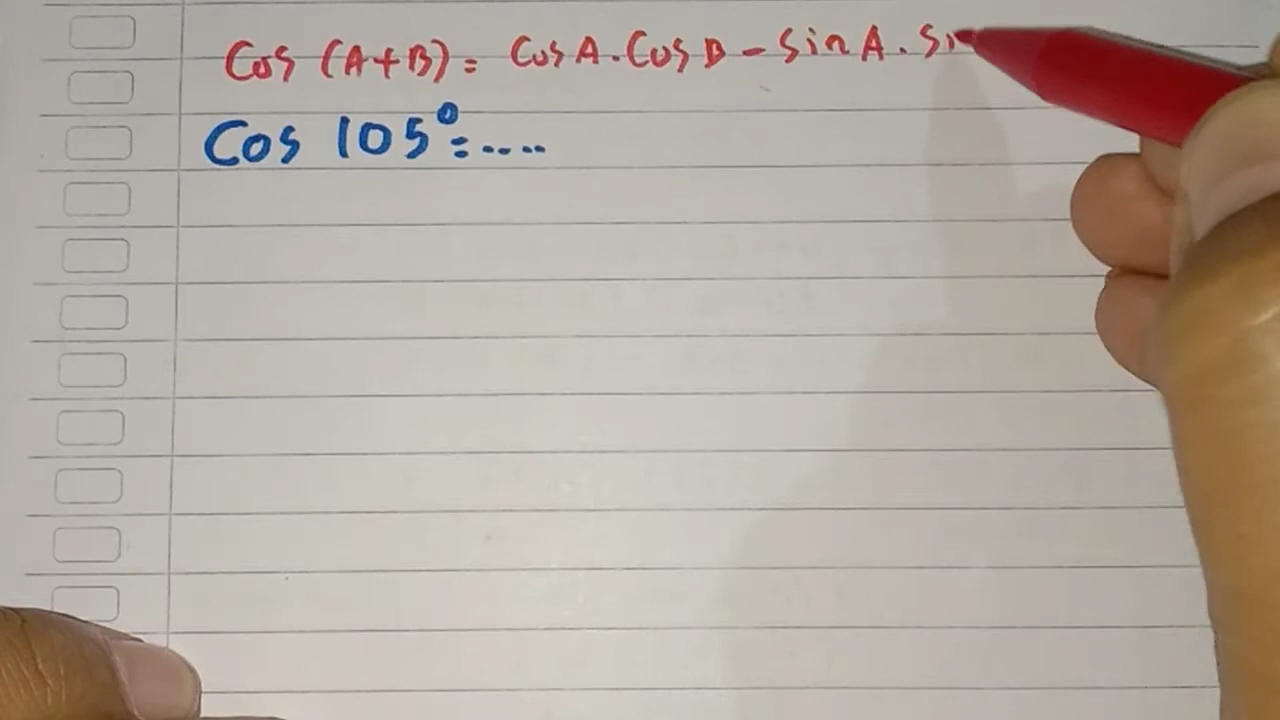 Cos (A+B) = Cos A . Cos B - Sin A . Si
Cos 105° = ....